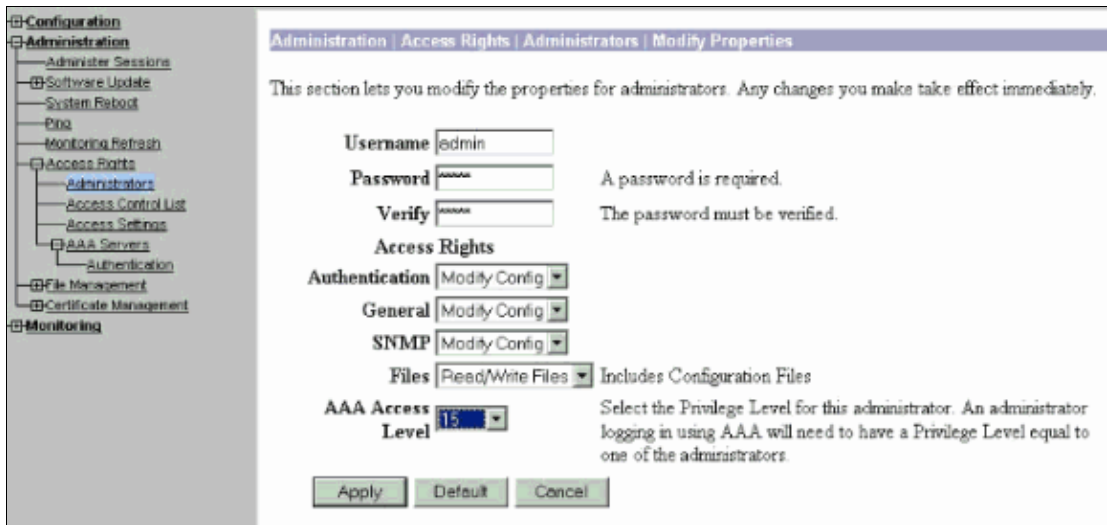 Configuration
Administration
Administer Sessions
Software Update
System Reboot
Ping
Monitoring Refresh
Access Rights
Administrators
Access Control List
Access Settings
AAA Servers
Authentication
File Management
Certificate Management
Monitoring
Administration | Access Rights | Administrators | Modify Properties
This section lets you modify the properties for administrators. Any changes you make take effect immediately.
Username admin
Password ***** A password is required.
Verify ***** The password must be verified.
Access Rights
Authentication Modify Config
General Modify Config
SNMP Modify Config
Files Read/Write Files Includes Configuration Files
AAA Access Level 15 Select the Privilege Level for this administrator. An administrator
logging in using AAA will need to have a Privilege Level equal to
one of the administrators.
Apply Default Cancel